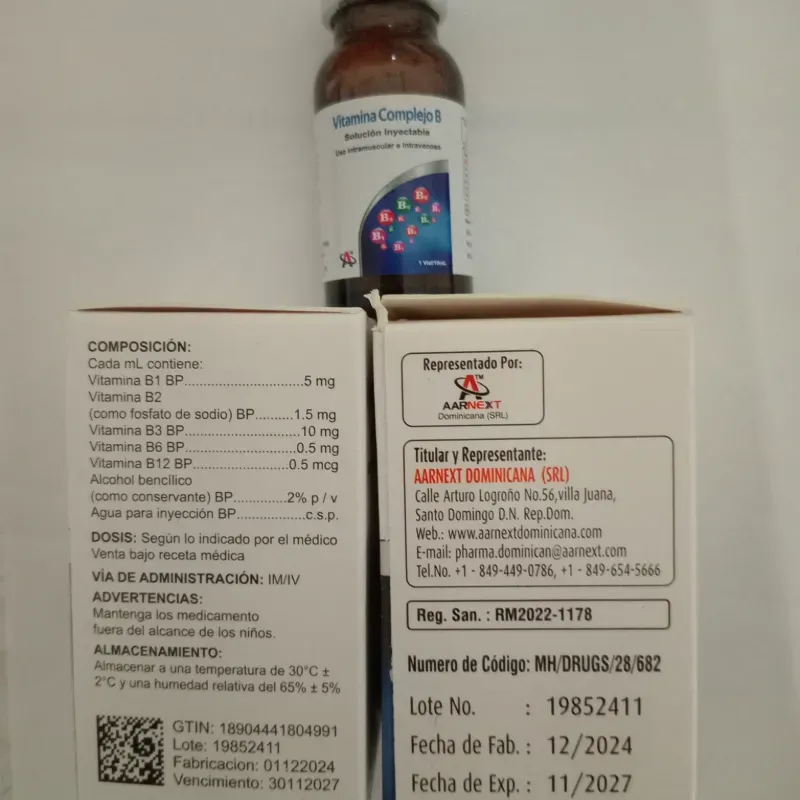 Vitamina Complejo B
Solución Inyectable
Uso Intramuscular e Intravenosa
1 Vial/10mL
COMPOSICIÓN:
Cada mL contiene:
Vitamina B1 BP...............5 mg
Vitamina B2
(como fosfato de sodio) BP..........1.5 mg
Vitamina B3 BP...............10 mg
Vitamina B6 BP...............0.5 mg
Vitamina B12 BP...............0.5 mcg
Alcohol bencílico
(como conservante) BP..........2% p / v
Agua para inyección BP...............c.s.p.
DOSIS: Según lo indicado por el médico
Venta bajo receta médica
VÍA DE ADMINISTRACIÓN: IM/IV
ADVERTENCIAS:
Mantenga los medicamento
fuera del alcance de los niños.
ALMACENAMIENTO:
Almacenar a una temperatura de 30°C ±
2°C y una humedad relativa del 65% ± 5%
GTIN: 18904441804991
Lote: 19852411
Fabricacion: 01122024
Vencimiento: 30112027
Representado Por:
AARNEXT
Dominicana (SRL)
Titular y Representante:
AARNEXT DOMINICANA (SRL)
Calle Arturo Logroño No.56,villa Juana,
Santo Domingo D.N. Rep.Dom.
Web.: www.aarnextdominicana.com
E-mail: pharma.dominican@aarnext.com
Tel.No. +1 - 849-449-0786, +1 - 849-654-5666
Reg. San. : RM2022-1178
Numero de Código: MH/DRUGS/28/682
Lote No. : 19852411
Fecha de Fab. : 12/2024
Fecha de Exp. : 11/2027